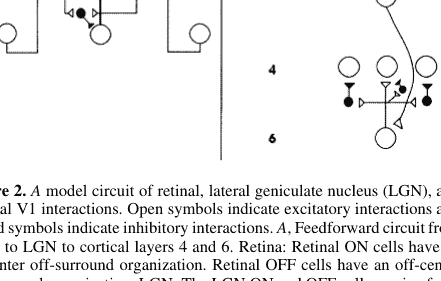 4
6
re 2. A model circuit of retinal, lateral geniculate nucleus (LGN), a
al V1 interactions. Open symbols indicate excitatory interactions a
d symbols indicate inhibitory interactions. A, Feedforward circuit fr
to LGN to cortical layers 4 and 6. Retina: Retinal ON cells have
nter off-surround organization. Retinal OFF cells have an off-cen